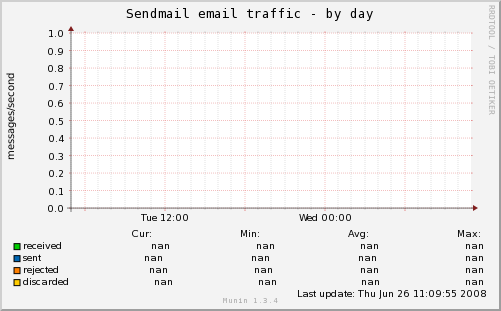 Sendmail email traffic - by day
RRDTOOL / TOBI OETIKER
messages/second
1.0
0.9
0.8
0.7
0.6
0.5
0.4
0.3
0.2
0.1
0.0
Tue 12:00 Wed 00:00
Cur: Min: Avg: Max:
received nan nan nan nan
sent nan nan nan nan
rejected nan nan nan nan
discarded nan nan nan nan
Last update: Thu Jun 26 11:09:55 2008
Munin 1.3.4